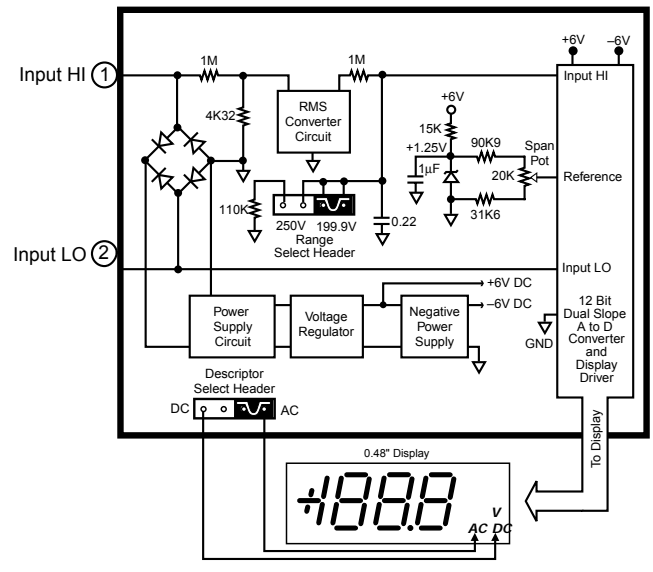 +6V
–6V
Input HI 1
1M
1M
Input HI
4K32
RMS
Converter
Circuit
+6V
15K
+1.25V
90K9
Span
Pot
1µF
20K
Reference
110K
31K6
0.22
250V
199.9V
Range
Select Header
Input LO 2
Input LO
+6V DC
–6V DC
Power
Supply
Circuit
Voltage
Regulator
Negative
Power
Supply
GND
12 Bit
Dual Slope
A to D
Converter
and
Display
Driver
Descriptor
Select Header
DC
AC
To Display
0.48" Display
+188.8
V
AC DC